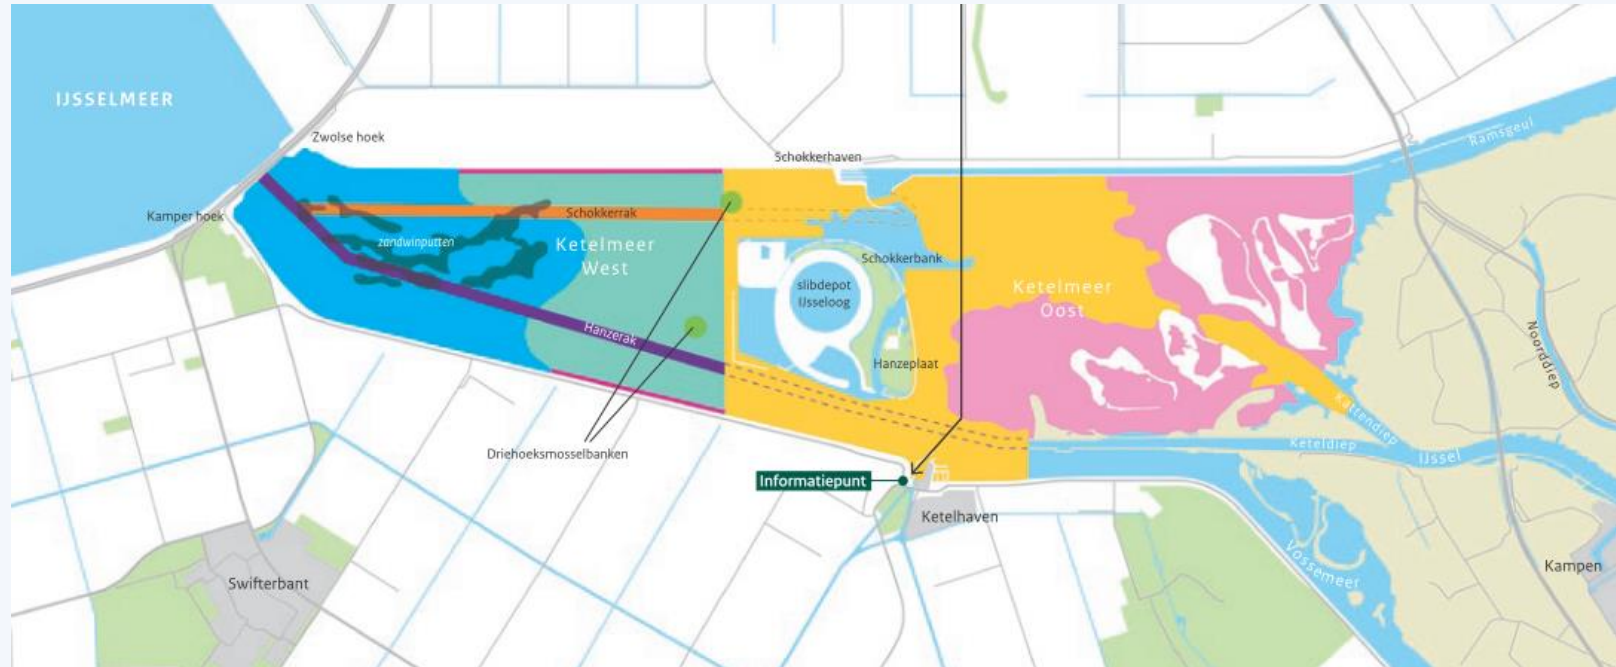 IJSSELMEER
Zwolse hoek
Ramsgeul
Schokkerhaven
Kamper hoek
Schokkerrak
zandwinputten
Ketelmeer
West
Schokkerbank
slibdepot
IJsseloog
Ketelmeer
Oost
Hanzerak
Noorddiep
Hanzeplaat
Kattendiep
Keteldiep
IJssel
Driehoeksmosselbanken
Informatiepunt
Ketelhaven
Vossemeer
Kampen
Swifterbant